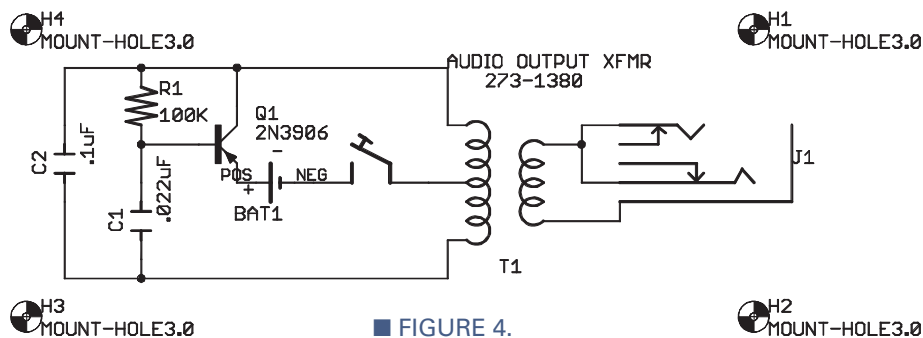 H4
MOUNT-HOLE3.0
H1
MOUNT-HOLE3.0
AUDIO OUTPUT XFMR
273-1380
R1
100K
Q1
2N3906
C2
.1uF
C1
.022uF
POS
+
-
NEG
BAT1
J1
T1
H3
MOUNT-HOLE3.0
H2
MOUNT-HOLE3.0
■ FIGURE 4.